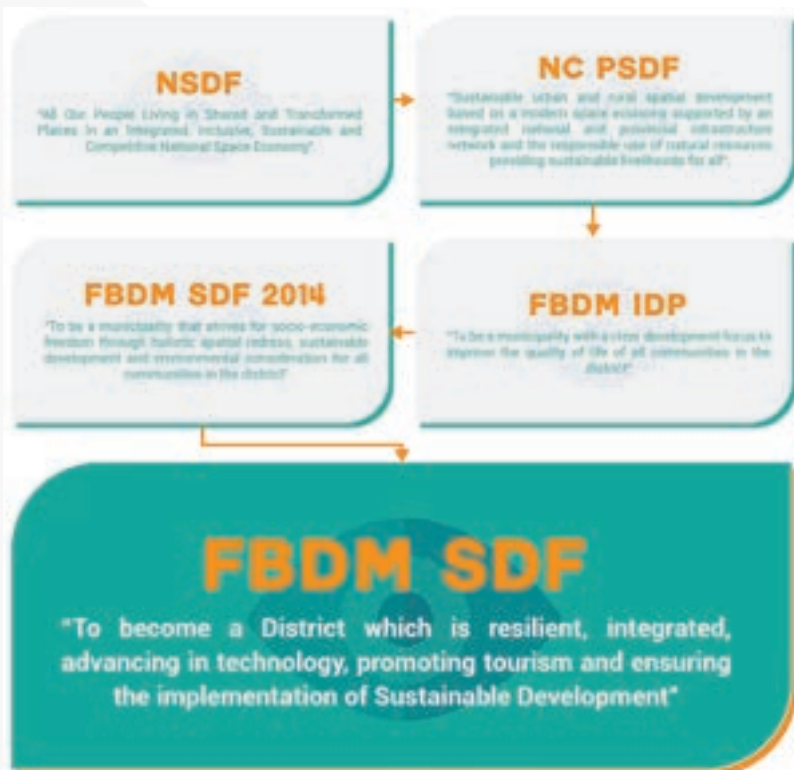 NSDF
"All Our People Living in Shared and Transformed
Places in an Integrated, Inclusive, Sustainable and
Competitive National Space Economy".
NC PSDF
"Sustainable urban and rural spatial development
based on a modern space economy supported by an
integrated national and provincial infrastructure
network and the responsible use of natural resources
providing sustainable livelihoods for all".
FBDM IDP
"To be a municipality with a clear development focus to
improve the quality of life of all communities in the
district"
FBDM SDF 2014
"To be a municipality that strives for socio-economic
freedom through holistic spatial redress, sustainable
development and environmental consideration for all
communities in the district"
FBDM SDF
"To become a District which is resilient, integrated,
advancing in technology, promoting tourism and ensuring
the implementation of Sustainable Development"